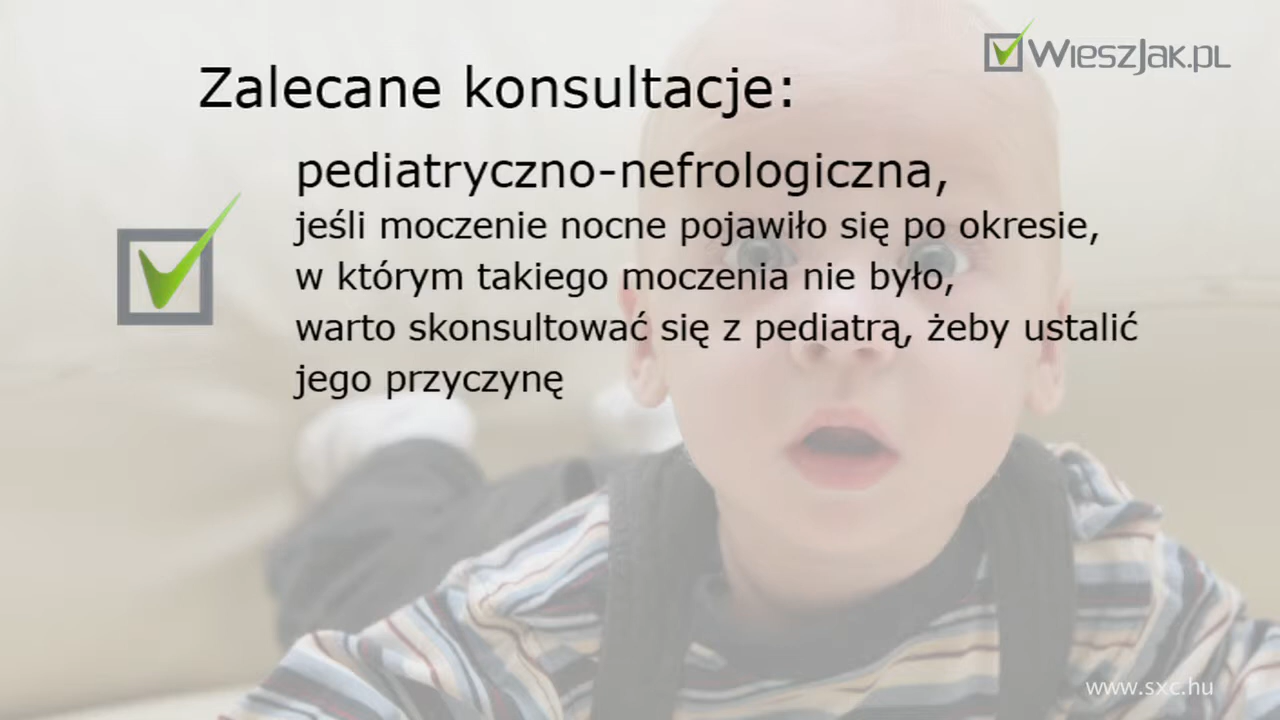 WieszJak.pl
Zalecane konsultacje:
pediatryczno-nefrologiczna,
jeśli moczenie nocne pojawiło się po okresie,
w którym takiego moczenia nie było,
warto skonsultować się z pediatrą, żeby ustalić
jego przyczynę
www.sxc.hu